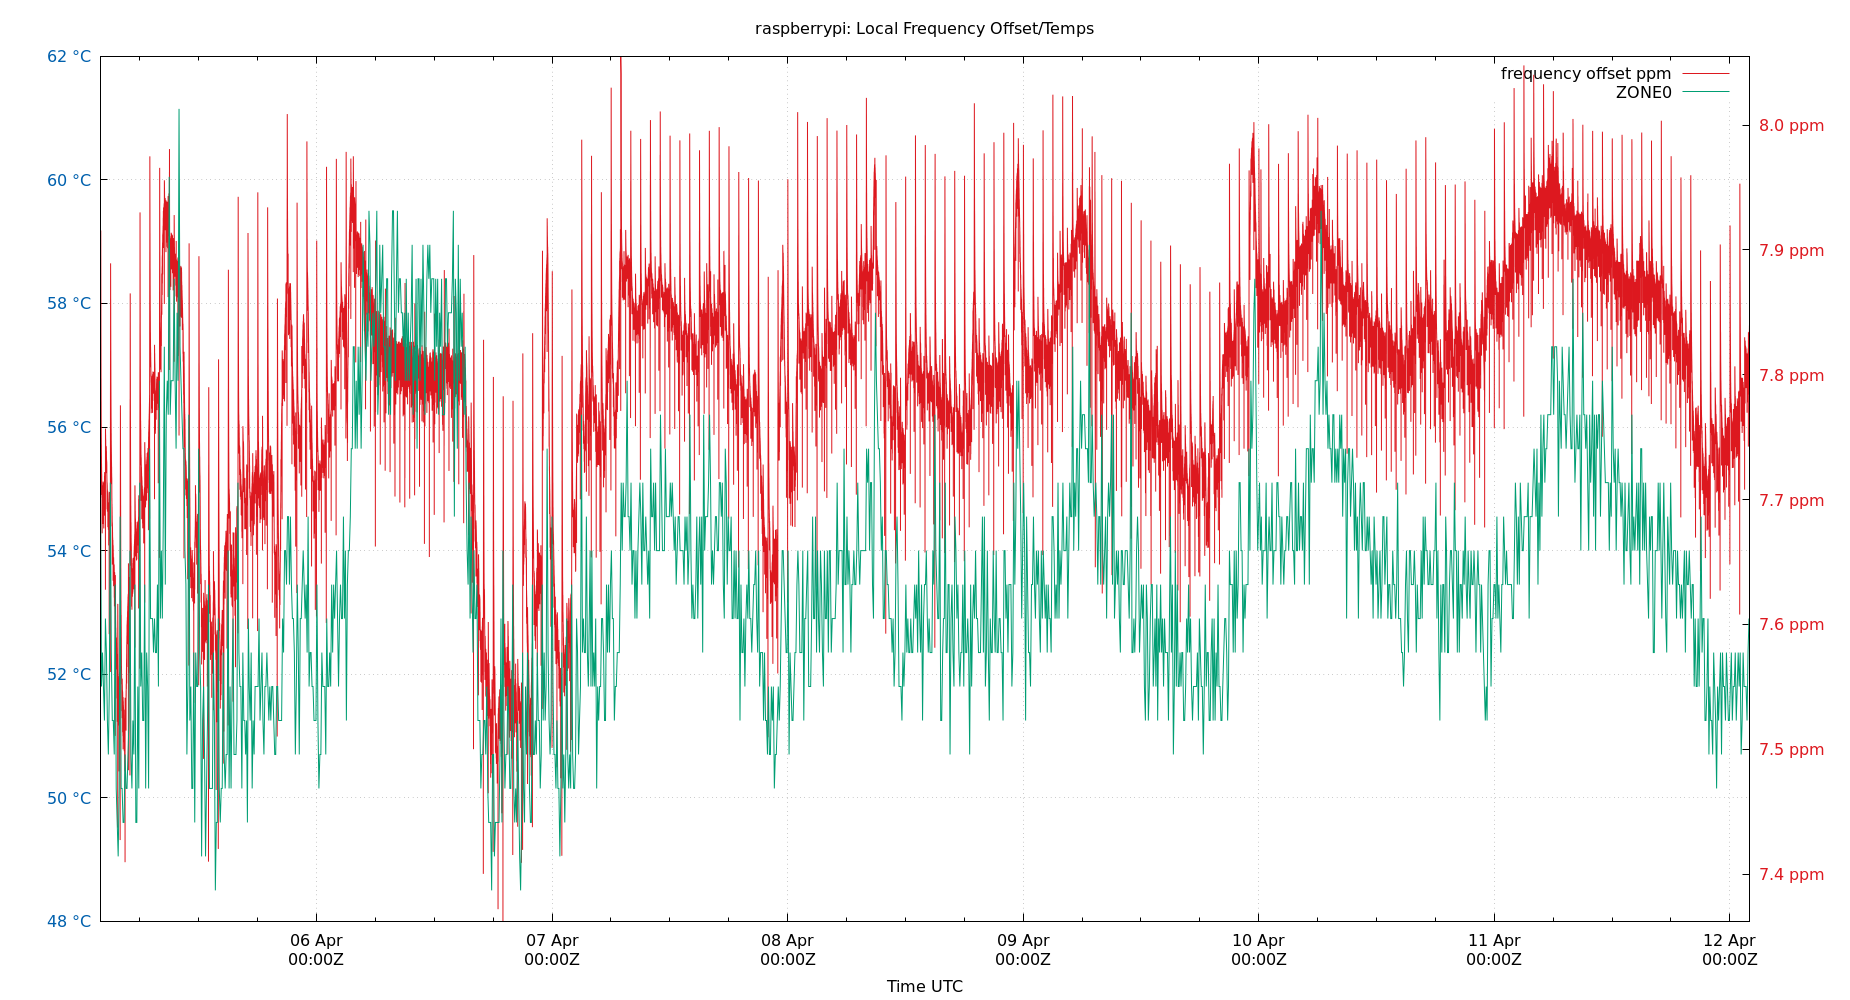 raspberrypi: Local Frequency Offset/Temps
62 °C
60 °C
58 °C
56 °C
54 °C
52 °C
50 °C
48 °C
frequency offset ppm
ZONE0
8.0 ppm
7.9 ppm
7.8 ppm
7.7 ppm
7.6 ppm
7.5 ppm
7.4 ppm
06 Apr 07 Apr 08 Apr 09 Apr 10 Apr 11 Apr 12 Apr
00:00Z 00:00Z 00:00Z 00:00Z 00:00Z 00:00Z 00:00Z
Time UTC